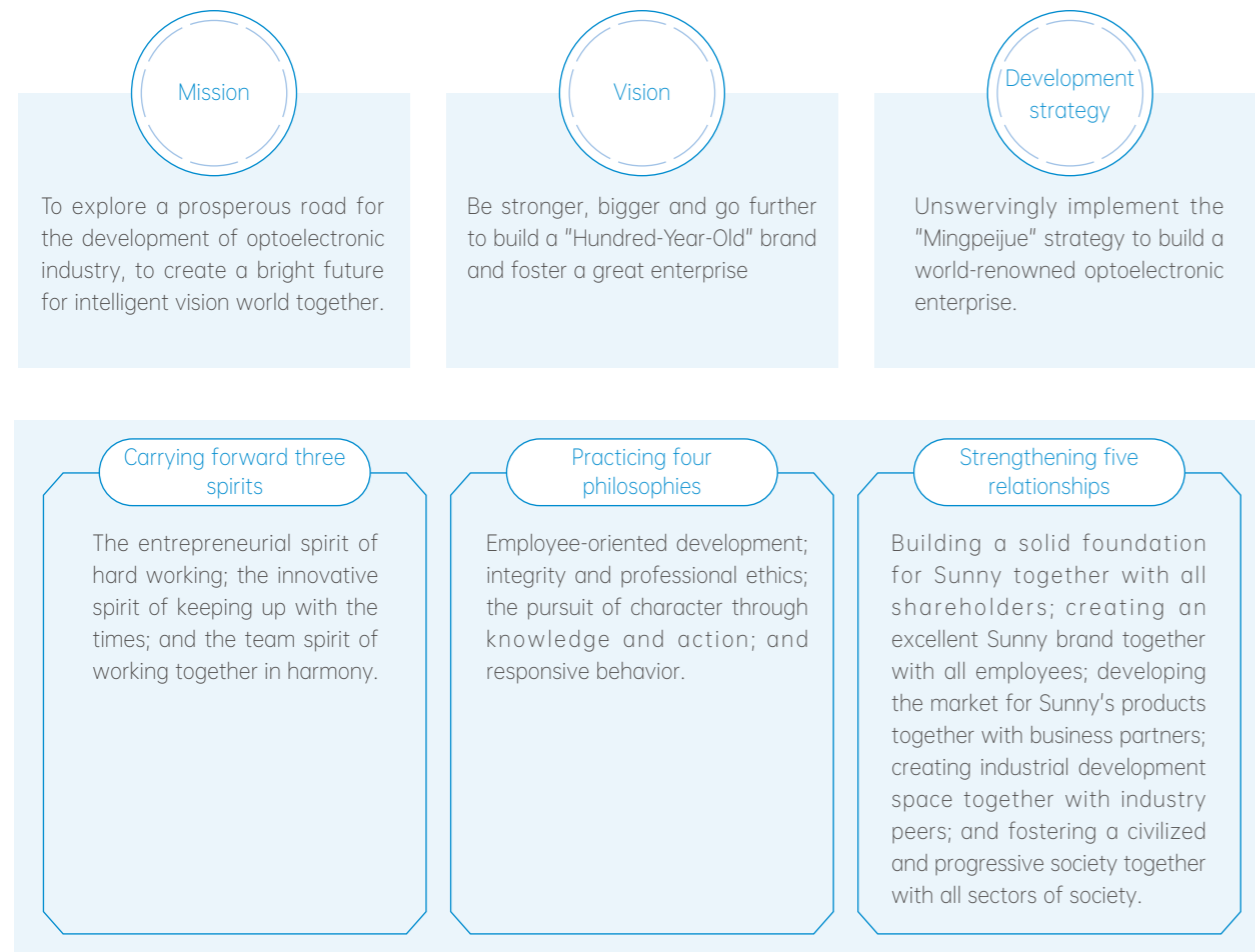 Mission
To explore a prosperous road for
the development of optoelectronic
industry, to create a bright future
for intelligent vision world together.
Vision
Be stronger, bigger and go further
to build a "Hundred-Year-Old" brand
and foster a great enterprise
Development
strategy
Unswervingly implement the
"Mingpeijue" strategy to build a
world-renowned optoelectronic
enterprise.
Carrying forward three
spirits
The entrepreneurial spirit of
hard working; the innovative
spirit of keeping up with the
times; and the team spirit of
working together in harmony.
Practicing four
philosophies
Employee-oriented development;
integrity and professional ethics;
the pursuit of character through
knowledge and action; and
responsive behavior.
Strengthening five
relationships
Building a solid foundation
for Sunny together with all
shareholders; creating an
excellent Sunny brand together
with all employees; developing
the market for Sunny's products
together with business partners;
creating industrial development
space together with industry
peers; and fostering a civilized
and progressive society together
with all sectors of society.